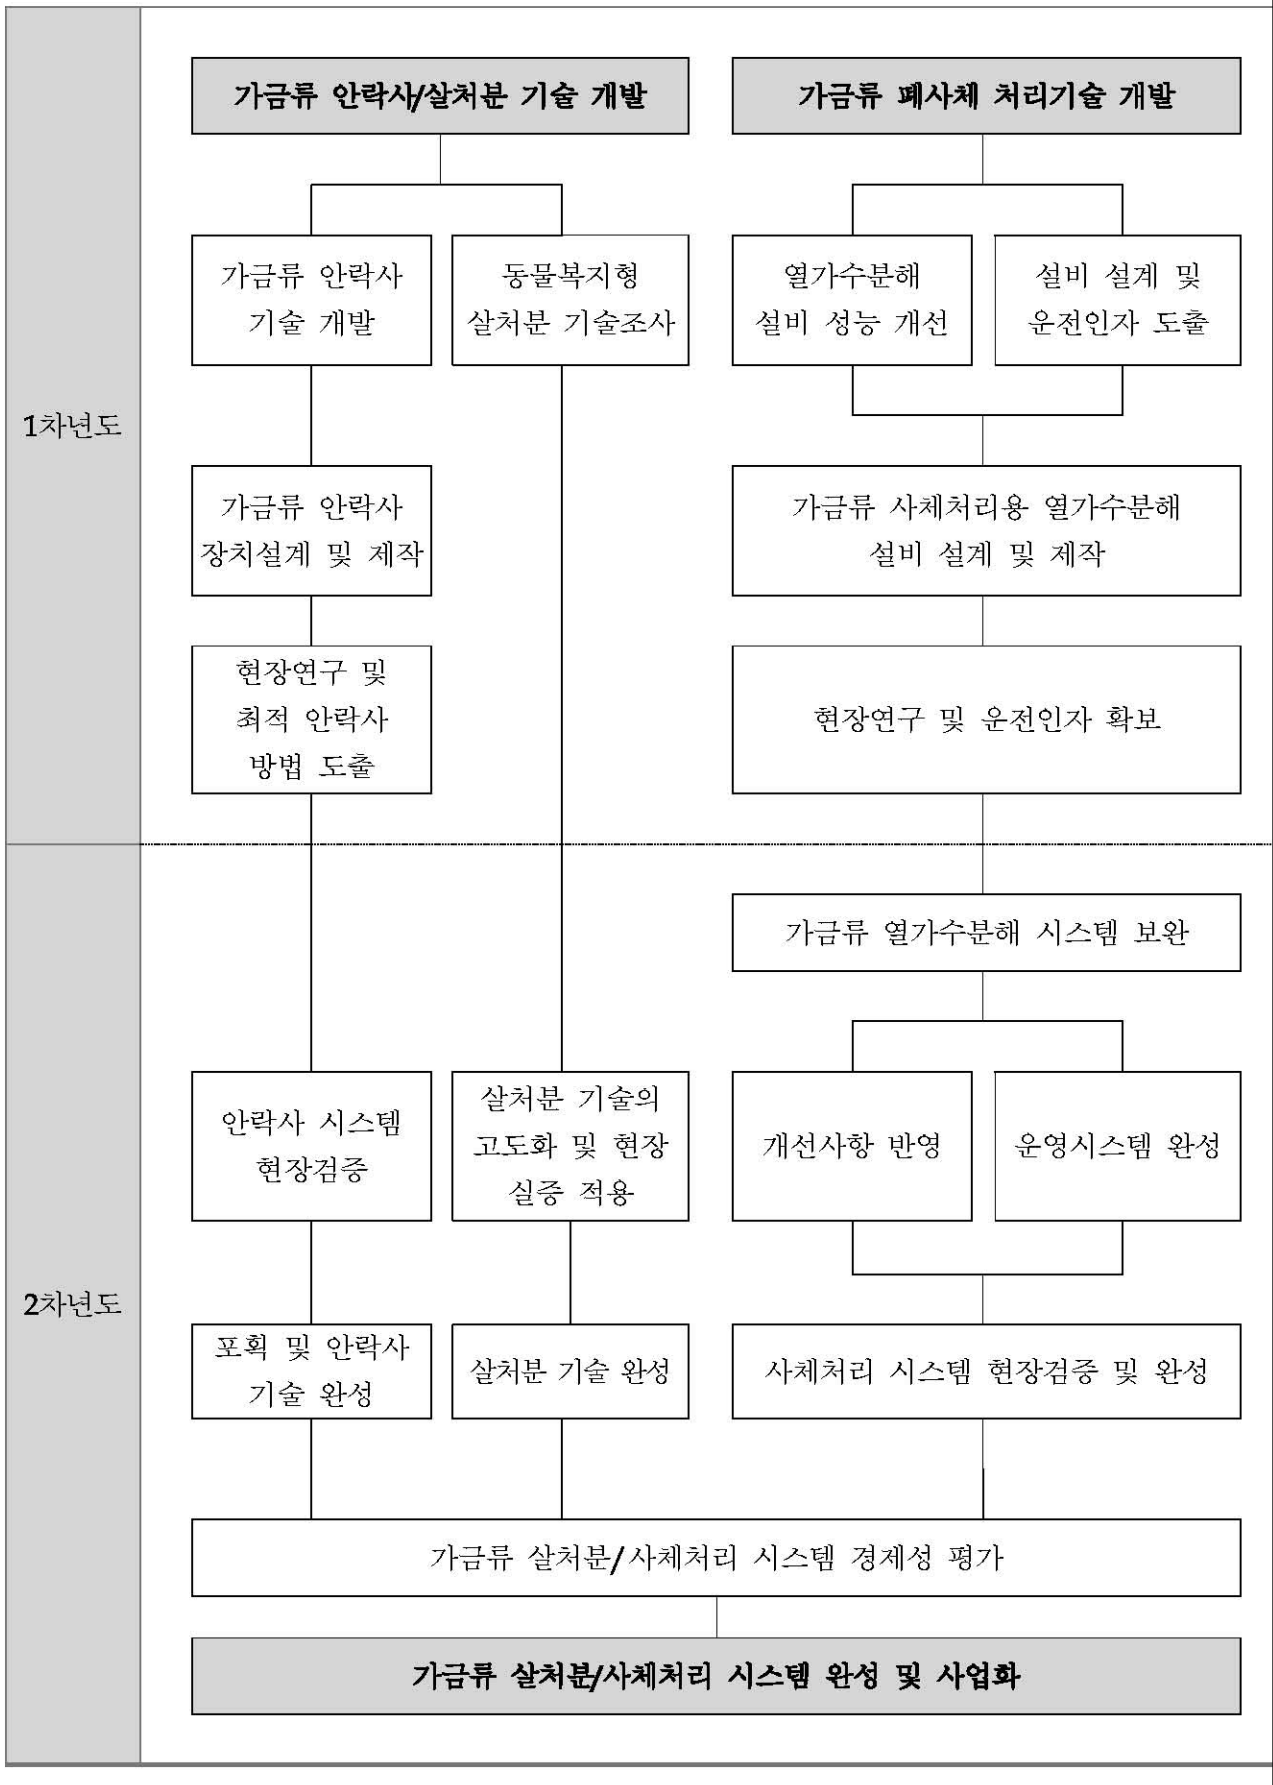 가금류 안락사/살처분 기술 개발
가금류 폐사체 처리기술 개발
가금류 안락사
기술 개발
동물복지형
살처분 기술조사
열가수분해
설비 성능 개선
설비 설계 및
운전인자 도출
1차년도
가금류 안락사
장치설계 및 제작
가금류 사체처리용 열가수분해
설비 설계 및 제작
현장연구 및
최적 안락사
방법 도출
현장연구 및 운전인자 확보
가금류 열가수분해 시스템 보완
안락사 시스템
현장검증
살처분 기술의
고도화 및 현장
실증 적용
개선사항 반영
운영시스템 완성
2차년도
포획 및 안락사
기술 완성
살처분 기술 완성
사체처리 시스템 현장검증 및 완성
가금류 살처분/사체처리 시스템 경제성 평가
가금류 살처분/사체처리 시스템 완성 및 사업화